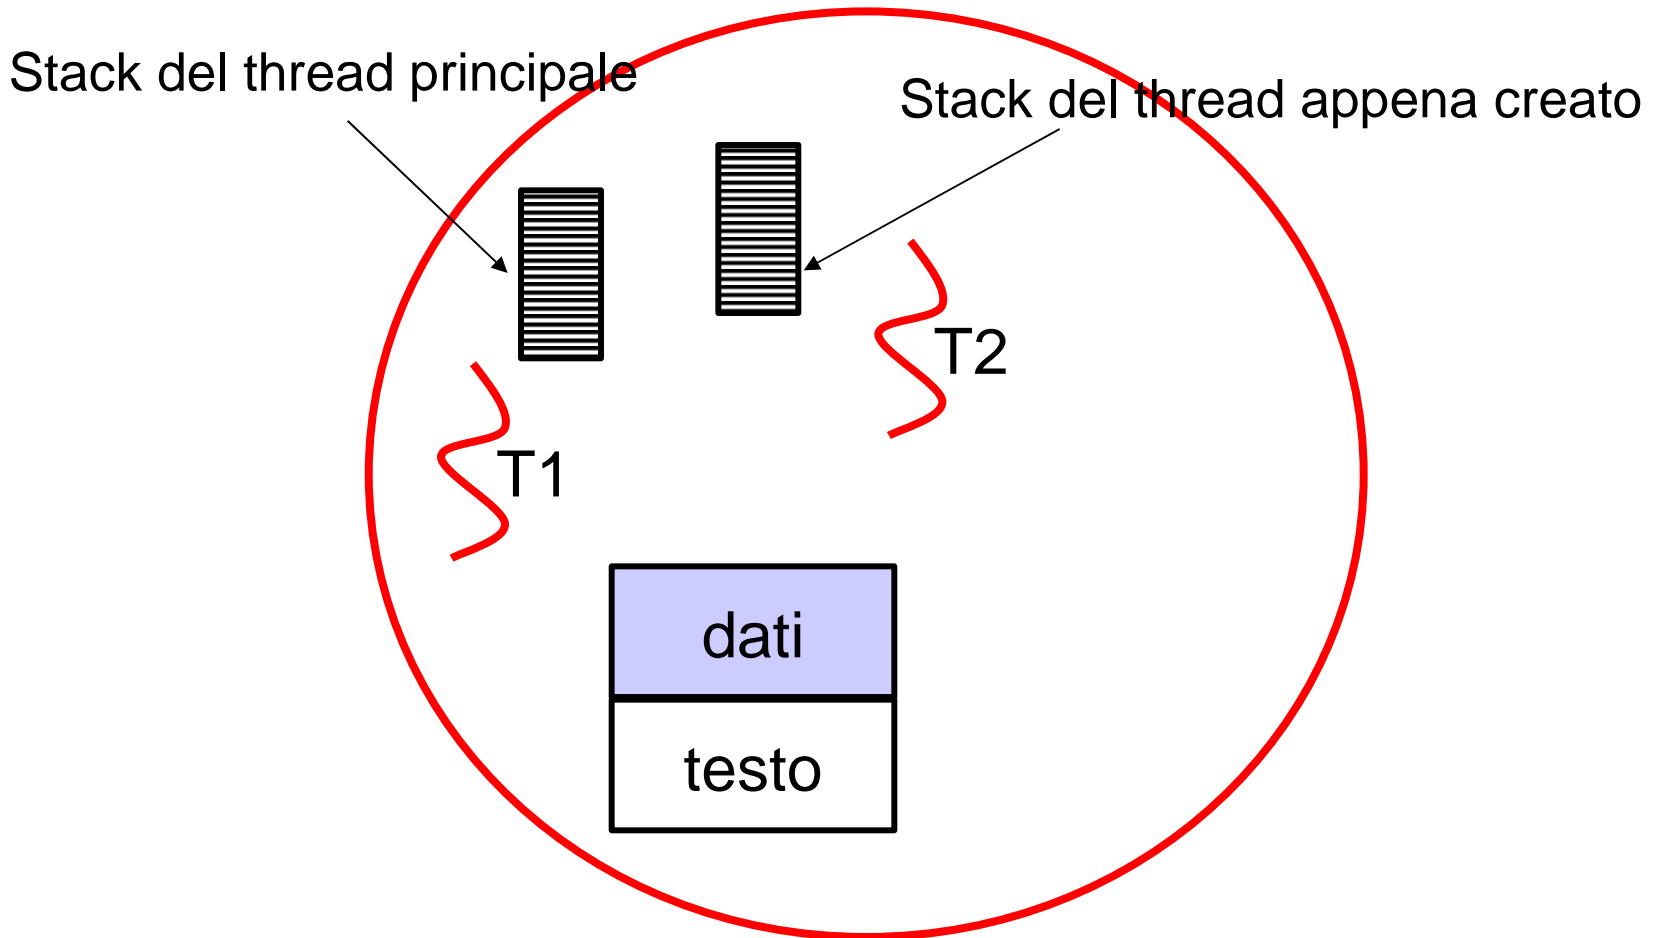 Stack del thread principale
Stack del thread appena creato
T2
T1
dati
testo